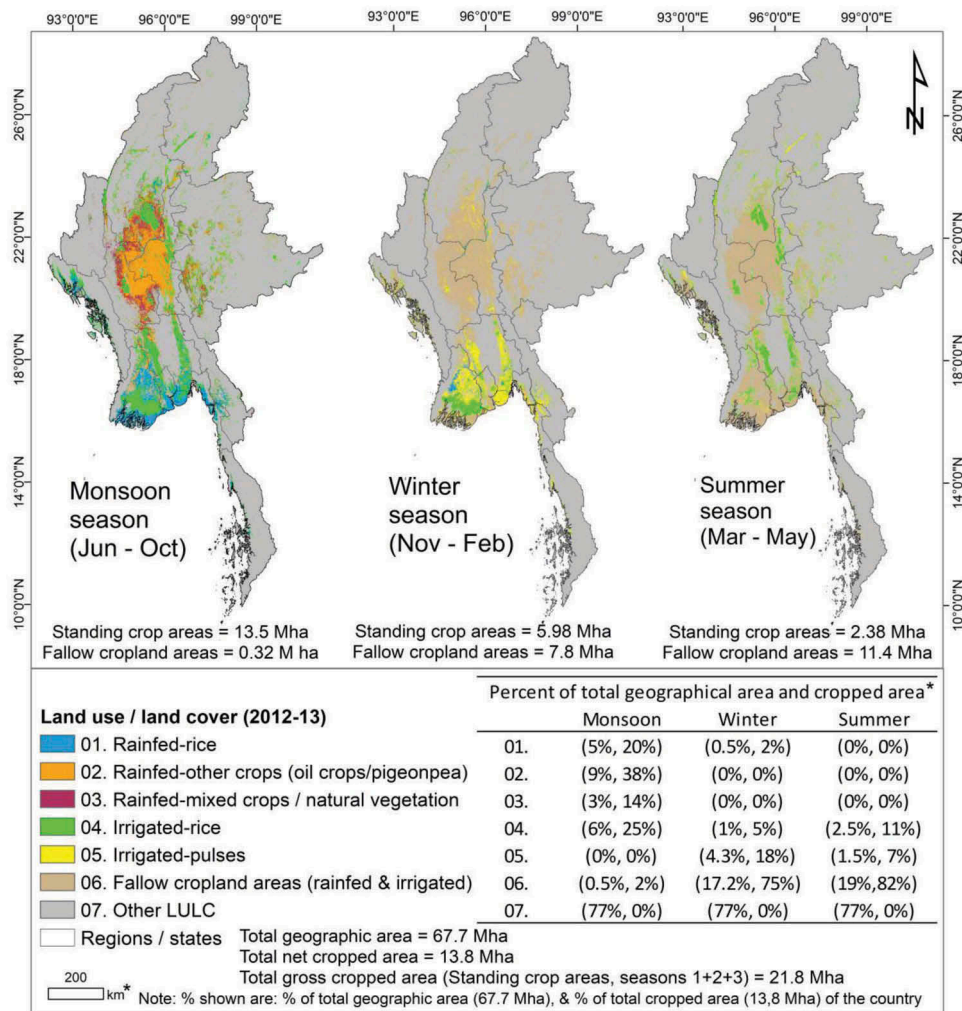 93°0'0"E 96°0'0"E 99°0'0"E 93°0'0"E 96°0'0"E 99°0'0"E 93°0'0"E 96°0'0"E 99°0'0"E
N
26°0'0"N 26°0'0"N
22°0'0"N 22°0'0"N
18°0'0"N 18°0'0"N
14°0'0"N 14°0'0"N
10°0'0"N 10°0'0"N
Monsoon
season
(Jun - Oct)
Winter
season
(Nov - Feb)
Summer
season
(Mar - May)
Standing crop areas = 13.5 Mha
Fallow cropland areas = 0.32 M ha
Standing crop areas = 5.98 Mha
Fallow cropland areas = 7.8 Mha
Standing crop areas = 2.38 Mha
Fallow cropland areas = 11.4 Mha
Land use / land cover (2012-13)
01. Rainfed-rice
02. Rainfed-other crops (oil crops/pigeonpea)
03. Rainfed-mixed crops / natural vegetation
04. Irrigated-rice
05. Irrigated-pulses
06. Fallow cropland areas (rainfed & irrigated)
07. Other LULC
Regions / states
Percent of total geographical area and cropped area*
Monsoon Winter Summer
01. (5%, 20%) (0.5%, 2%) (0%, 0%)
02. (9%, 38%) (0%, 0%) (0%, 0%)
03. (3%, 14%) (0%, 0%) (0%, 0%)
04. (6%, 25%) (1%, 5%) (2.5%, 11%)
05. (0%, 0%) (4.3%, 18%) (1.5%, 7%)
06. (0.5%, 2%) (17.2%, 75%) (19%,82%)
07. (77%, 0%) (77%, 0%) (77%, 0%)
Total geographic area = 67.7 Mha
Total net cropped area = 13.8 Mha
Total gross cropped area (Standing crop areas, seasons 1+2+3) = 21.8 Mha
200
km*
Note: % shown are: % of total geographic area (67.7 Mha), & % of total cropped area (13,8 Mha) of the country